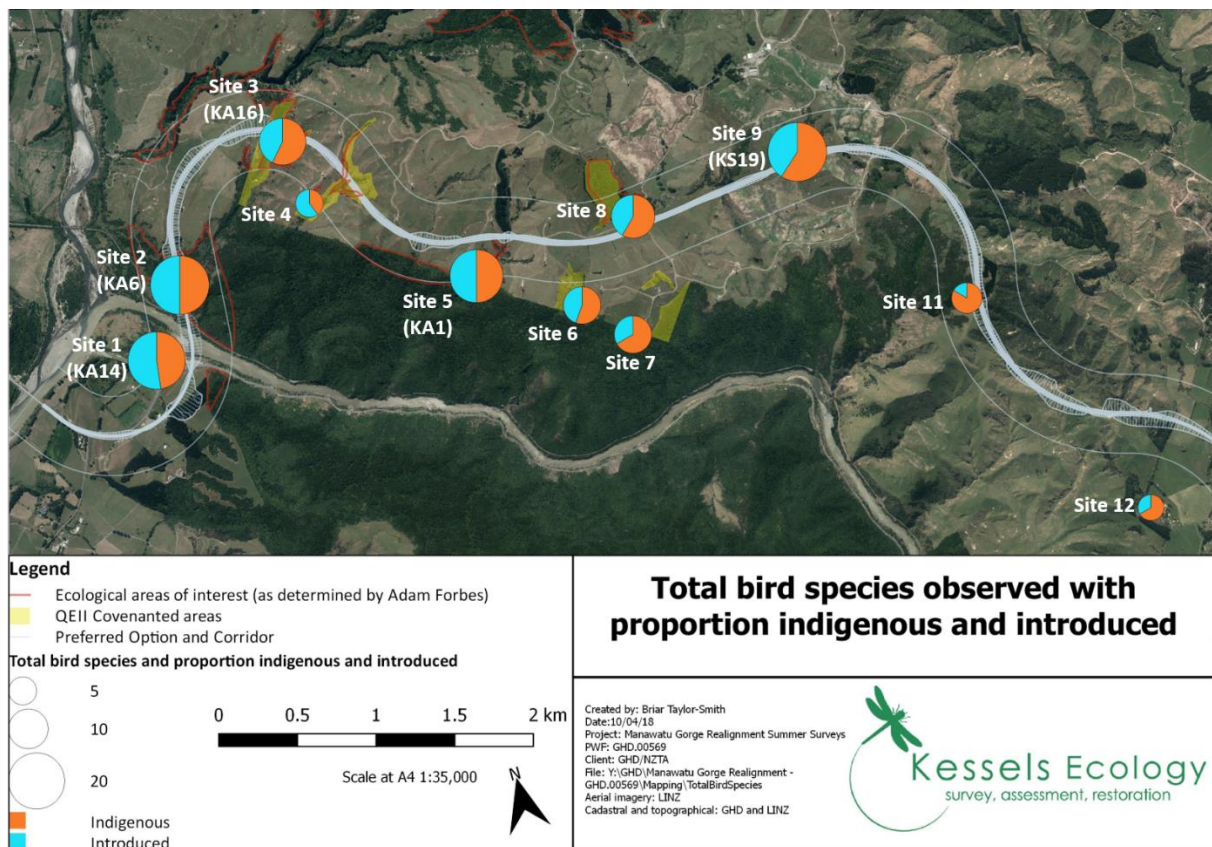 Site 3
(KA16)
Site 4
Site 2
(KA6)
Site 1
(KA14)
Site 5
(KA1)
Site 6
Site 7
Site 8
Site 9
(KS19)
Site 11
Site 12
Legend
Ecological areas of interest (as determined by Adam Forbes)
QEII Covenanted areas
Preferred Option and Corridor
Total bird species and proportion indigenous and introduced
5
10
20
Indigenous
Introduced
0 0.5 1 1.5 2 km
Scale at A4 1:35,000
N
Total bird species observed with
proportion indigenous and introduced
Created by: Briar Taylor-Smith
Date:10/04/18
Project: Manawatu Gorge Realignment Summer Surveys
PWF: GHD.00569
Client: GHD/NZTA
File: Y:\GHD\Manawatu Gorge Realignment -
GHD.00569\Mapping\TotalBirdSpecies
Aerial imagery: LINZ
Cadastral and topographical: GHD and LINZ
Kessels Ecology
survey, assessment, restoration